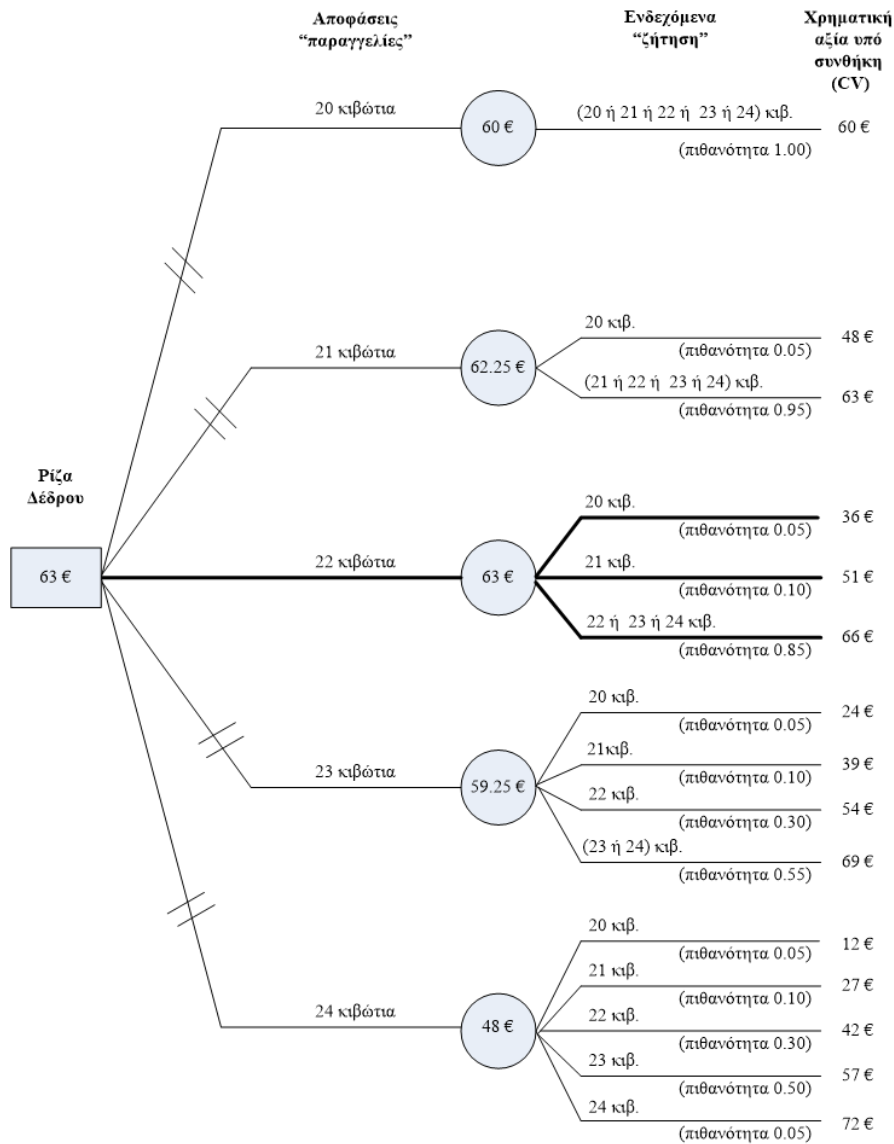 Αποφάσεις
“παραγγελίες”
Ενδεχόμενα
“ζήτηση”
Χρηματική
αξία υπό
συνθήκη
(CV)
20 κιβώτια
60 €
(20 ή 21 ή 22 ή 23 ή 24) κιβ.
(πιθανότητα 1.00)
60 €
21 κιβώτια
62.25 €
20 κιβ.
(πιθανότητα 0.05)
48 €
(21 ή 22 ή 23 ή 24) κιβ.
(πιθανότητα 0.95)
63 €
Ρίζα
Δέδρου
63 €
22 κιβώτια
63 €
20 κιβ.
(πιθανότητα 0.05)
36 €
21 κιβ.
(πιθανότητα 0.10)
51 €
22 ή 23 ή 24 κιβ.
(πιθανότητα 0.85)
66 €
23 κιβώτια
59.25 €
20 κιβ.
(πιθανότητα 0.05)
24 €
21κιβ.
(πιθανότητα 0.10)
39 €
22 κιβ.
(πιθανότητα 0.30)
54 €
(23 ή 24) κιβ.
(πιθανότητα 0.55)
69 €
24 κιβώτια
48 €
20 κιβ.
(πιθανότητα 0.05)
12 €
21 κιβ.
(πιθανότητα 0.10)
27 €
22 κιβ.
(πιθανότητα 0.30)
42 €
23 κιβ.
(πιθανότητα 0.50)
57 €
24 κιβ.
(πιθανότητα 0.05)
72 €